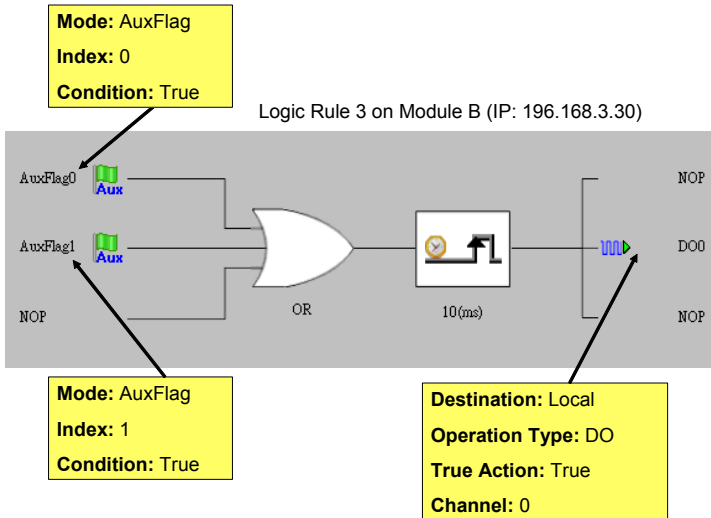 Mode: AuxFlag
Index: 0
Condition: True
Logic Rule 3 on Module B (IP: 196.168.3.30)
AuxFlag0
Aux
NOP
AuxFlag1
Aux
DO0
NOP
OR
10(ms)
NOP
Mode: AuxFlag
Index: 1
Condition: True
Destination: Local
Operation Type: DO
True Action: True
Channel: 0